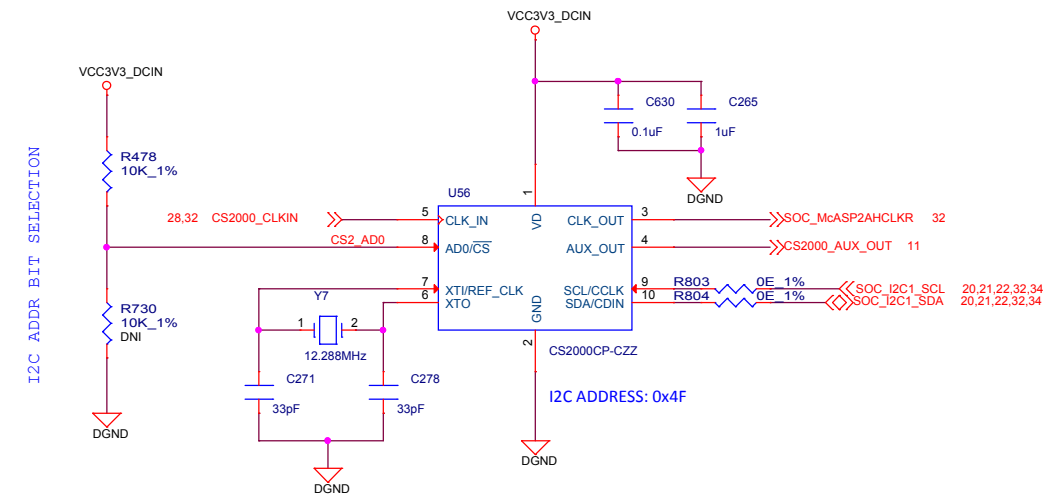 VCC3V3_DCIN
VCC3V3_DCIN
I2C ADDR BIT SELECTION
R478
10K_1%
R730
10K_1%
DNI
DGND
C630
0.1uF
C265
1uF
DGND
U56
1
VD
28,32 CS2000_CLKIN
5
CLK_IN
CLK_OUT
3
SOC_McASP2AHCLKR 32
CS2_AD0
8
AD0/CS
AUX_OUT
4
CS2000_AUX_OUT 11
7
XTI/REF_CLK
SCL/CCLK
9
R803
0E_1%
SOC_I2C1_SCL 20,21,22,32,34
6
XTO
SDA/CDIN
10
R804
0E_1%
SOC_I2C1_SDA 20,21,22,32,34
GND
2
CS2000CP-CZZ
Y7
1
2
12.288MHz
C271
33pF
C278
33pF
DGND
I2C ADDRESS: 0x4F
DGND